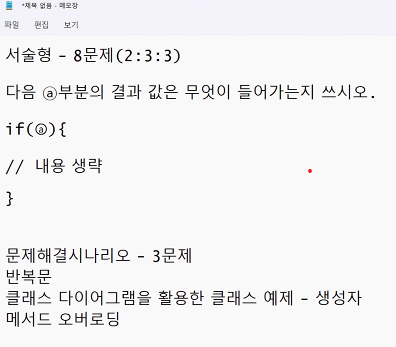 *제목 없음 - 메모장
파일 편집 보기
서술형 - 8문제(2:3:3)
다음 ⓐ부분의 결과 값은 무엇이 들어가는지 쓰시오.
if(ⓐ){
// 내용 생략
}
문제해결시나리오 - 3문제
반복문
클래스 다이어그램을 활용한 클래스 예제 - 생성자
메서드 오버로딩